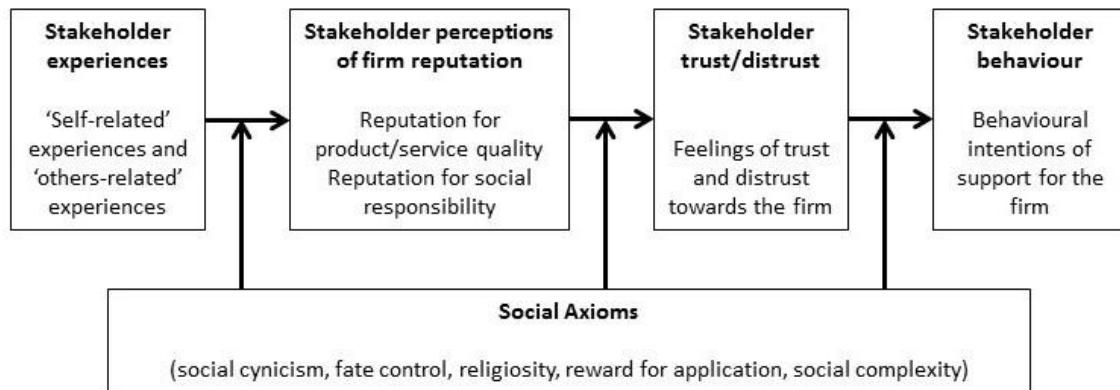 Stakeholder
experiences
'Self-related'
experiences and
'others-related'
experiences
Stakeholder perceptions
of firm reputation
Reputation for
product/service quality
Reputation for social
responsibility
Stakeholder
trust/distrust
Feelings of trust
and distrust
towards the firm
Stakeholder
behaviour
Behavioural
intentions of
support for the
firm
Social Axioms
(social cynicism, fate control, religiosity, reward for application, social complexity)